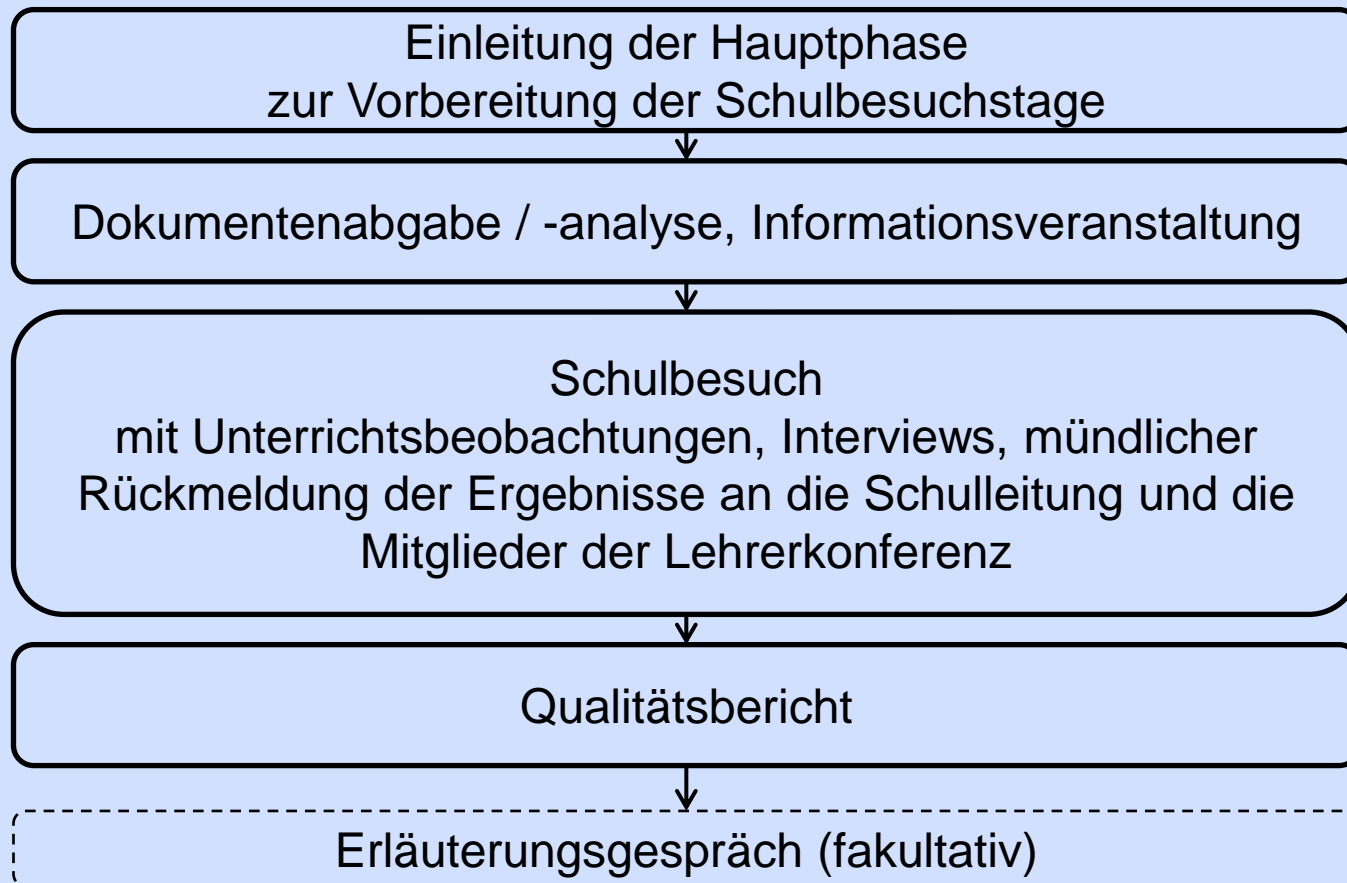 Einleitung der Hauptphase
zur Vorbereitung der Schulbesuchstage
Dokumentenabgabe / -analyse, Informationsveranstaltung
Schulbesuch
mit Unterrichtsbeobachtungen, Interviews, mündlicher
Rückmeldung der Ergebnisse an die Schulleitung und die
Mitglieder der Lehrerkonferenz
Qualitätsbericht
Erläuterungsgespräch (fakultativ)